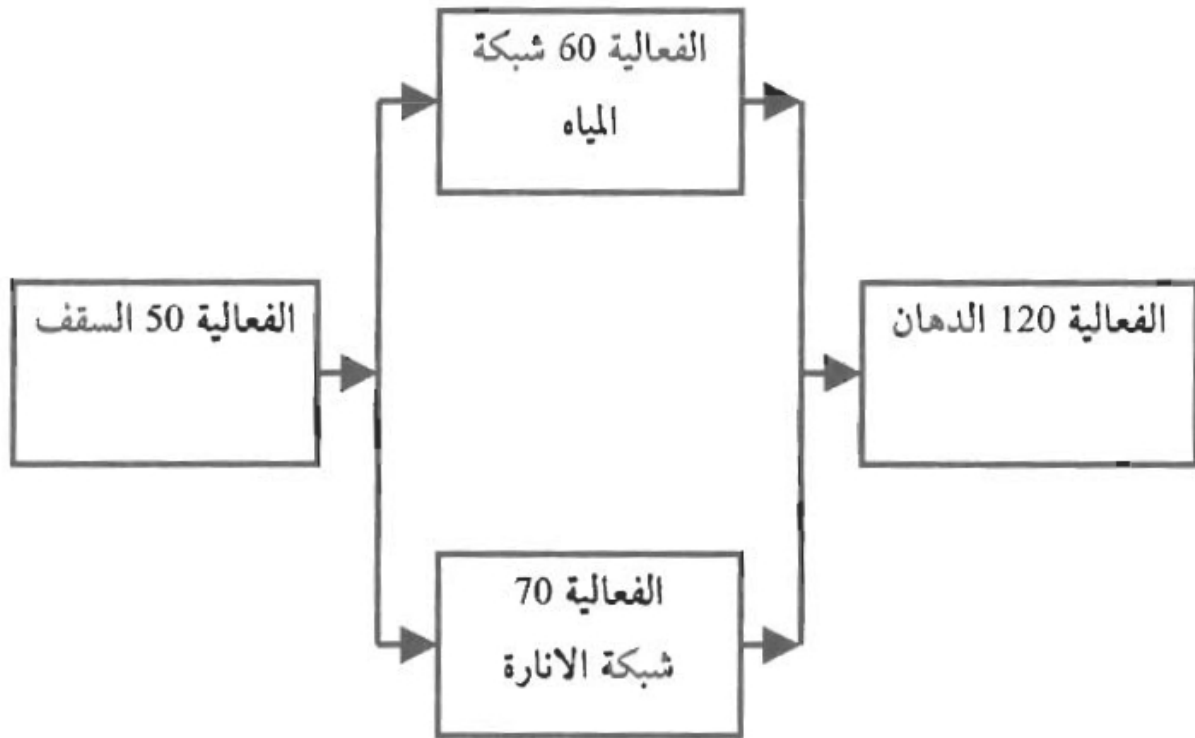 الفعالية 60 شبكة
المياه
الفعالية 50 السقف
الفعالية 120 الدهان
الفعالية 70
شبكة الانارة